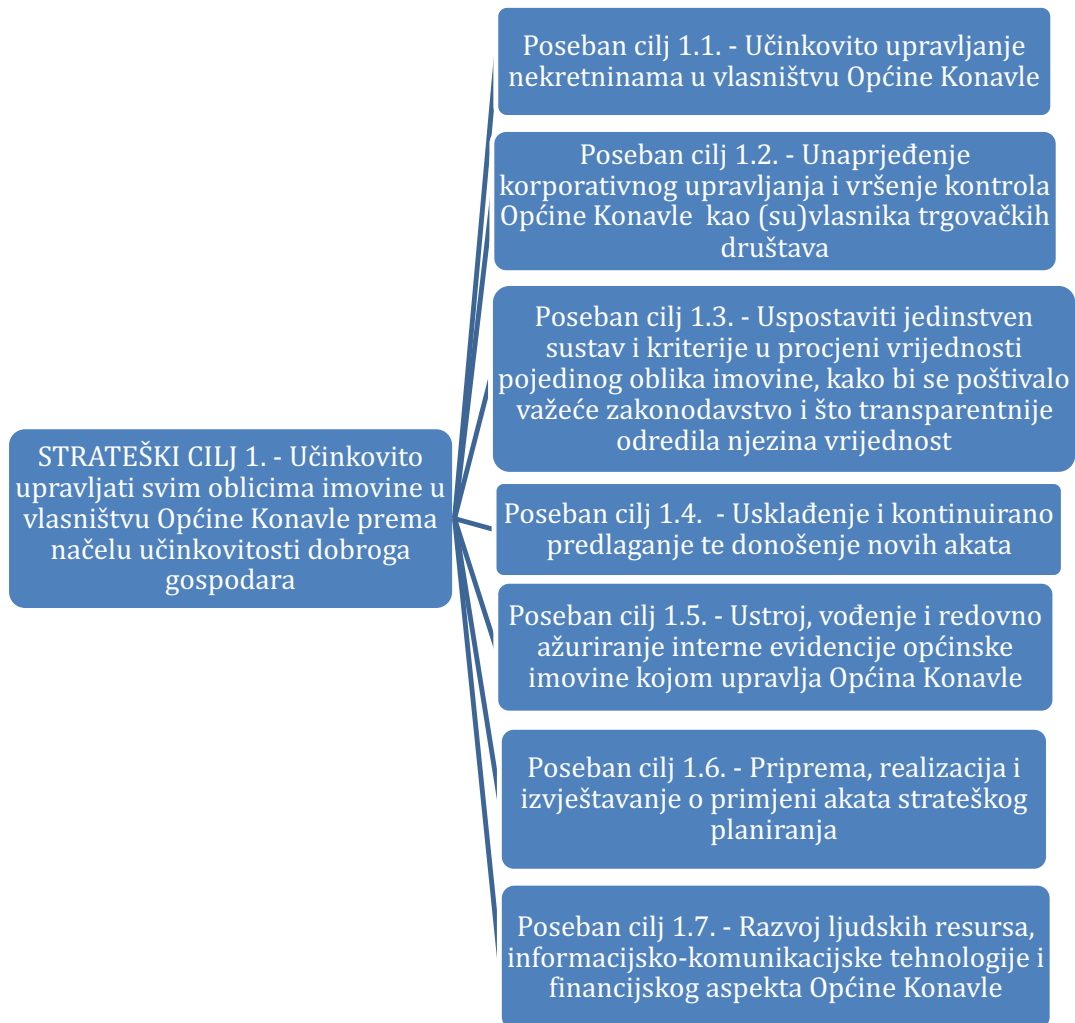 STRATEŠKI CILJ 1. - Učinkovito
upravljati svim oblicima imovine u
vlasništvu Općine Konavle prema
načelu učinkovitosti dobroga
gospodara
Poseban cilj 1.1. - Učinkovito upravljanje
nekretninama u vlasništvu Općine Konavle
Poseban cilj 1.2. - Unaprjeđenje
korporativnog upravljanja i vršenje kontrola
Općine Konavle  kao (su)vlasnika trgovačkih
društava
Poseban cilj 1.3. - Uspostaviti jedinstven
sustav i kriterije u procjeni vrijednosti
pojedinog oblika imovine, kako bi se poštivalo
važeće zakonodavstvo i što transparentnije
odredila njezina vrijednost
Poseban cilj 1.4.  - Usklađenje i kontinuirano
predlaganje te donošenje novih akata
Poseban cilj 1.5. - Ustroj, vođenje i redovno
ažuriranje interne evidencije općinske
imovine kojom upravlja Općina Konavle
Poseban cilj 1.6. - Priprema, realizacija i
izvještavanje o primjeni akata strateškog
planiranja
Poseban cilj 1.7. - Razvoj ljudskih resursa,
informacijsko-komunikacijske tehnologije i
financijskog aspekta Općine Konavle